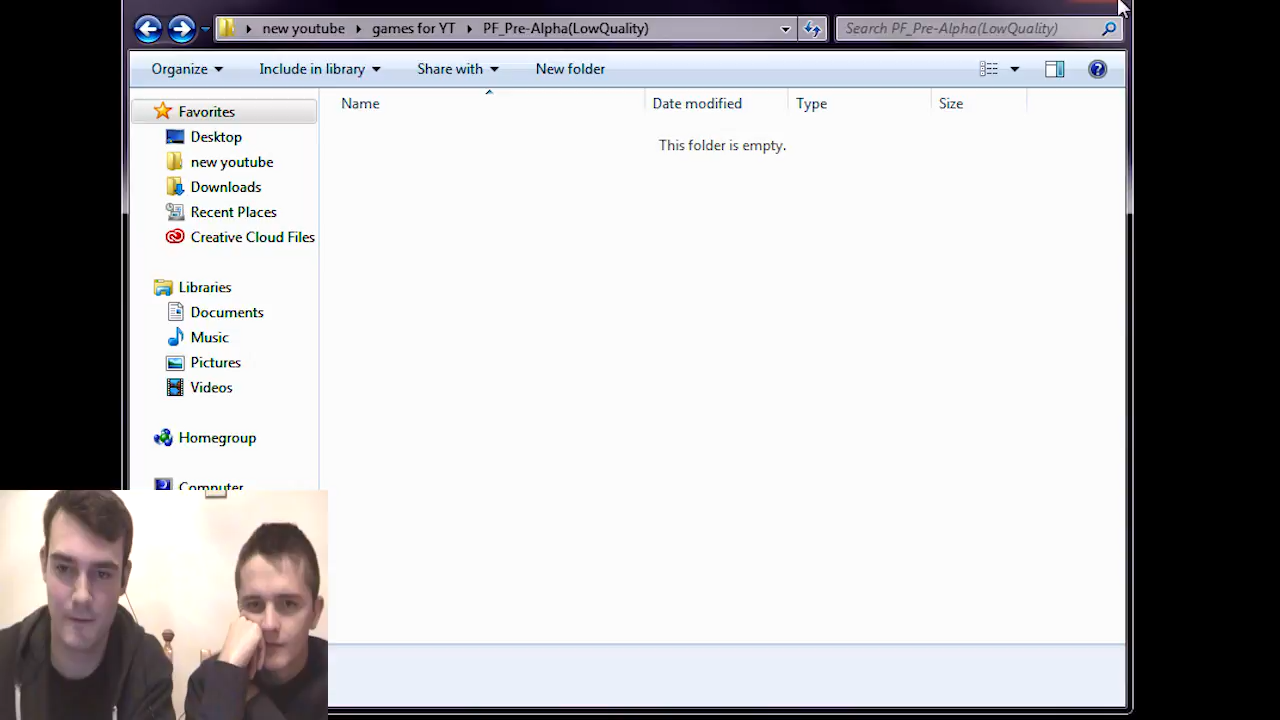 new youtube games for YT PF_Pre-Alpha(LowQuality) Search PF_Pre-Alpha(LowQuality)
Organize Include in library Share with New folder
Name Date modified Type Size
This folder is empty.
Favorites
Desktop
new youtube
Downloads
Recent Places
Creative Cloud Files
Libraries
Documents
Music
Pictures
Videos
Homegroup
Computer